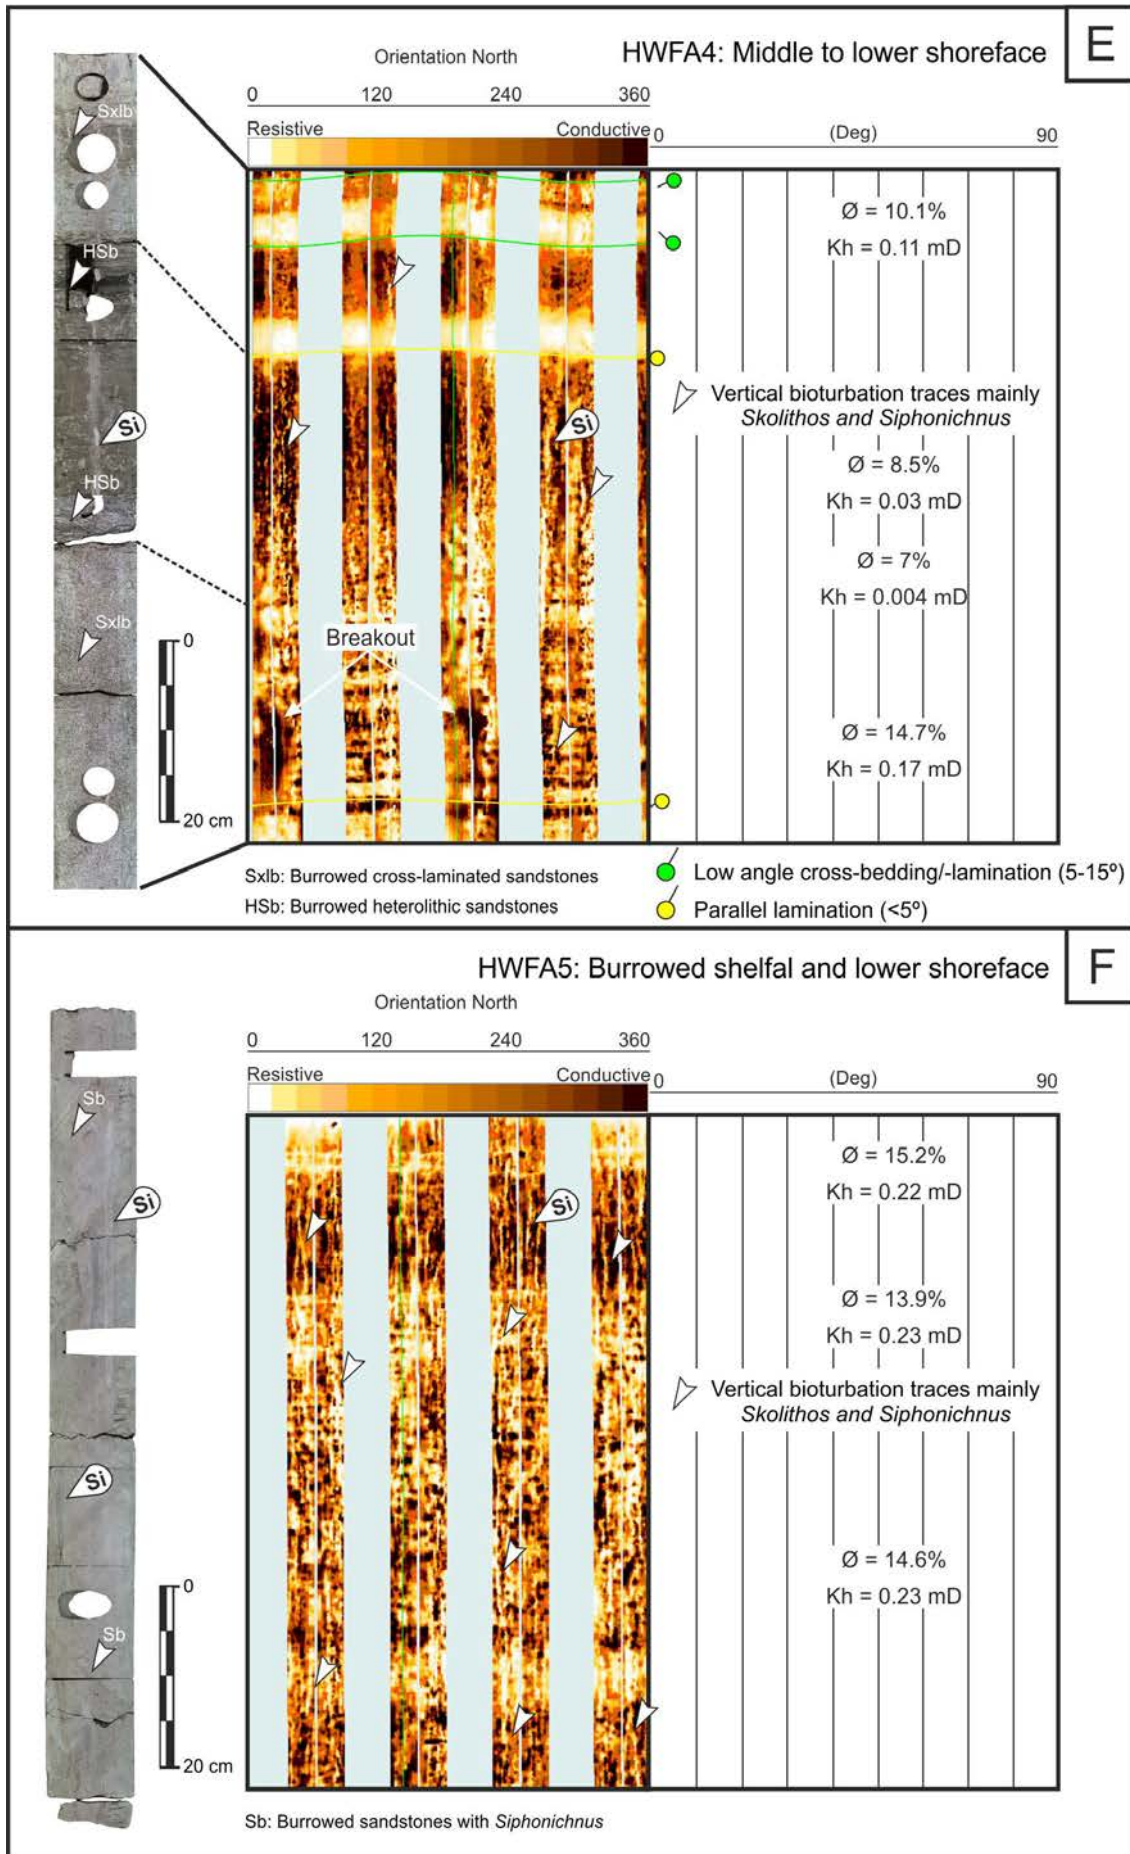 HWFA4: Middle to lower shoreface
E
Orientation North
0 120 240 360
Resistive Conductive
0 (Deg) 90
Sxlb
HSb
Si
HSb
Sxlb
0
20 cm
Breakout
Si
Ø = 10.1%
Kh = 0.11 mD
Vertical bioturbation traces mainly
Skolithos and Siphonichnus
Ø = 8.5%
Kh = 0.03 mD
Ø = 7%
Kh = 0.004 mD
Ø = 14.7%
Kh = 0.17 mD
Sxlb: Burrowed cross-laminated sandstones
HSb: Burrowed heterolithic sandstones
Low angle cross-bedding/-lamination (5-15º)
Parallel lamination (<5º)
HWFA5: Burrowed shelfal and lower shoreface
F
Orientation North
0 120 240 360
Resistive Conductive
0 (Deg) 90
Sb
Si
Si
Sb
0
20 cm
Si
Ø = 15.2%
Kh = 0.22 mD
Ø = 13.9%
Kh = 0.23 mD
Vertical bioturbation traces mainly
Skolithos and Siphonichnus
Ø = 14.6%
Kh = 0.23 mD
Sb: Burrowed sandstones with Siphonichnus